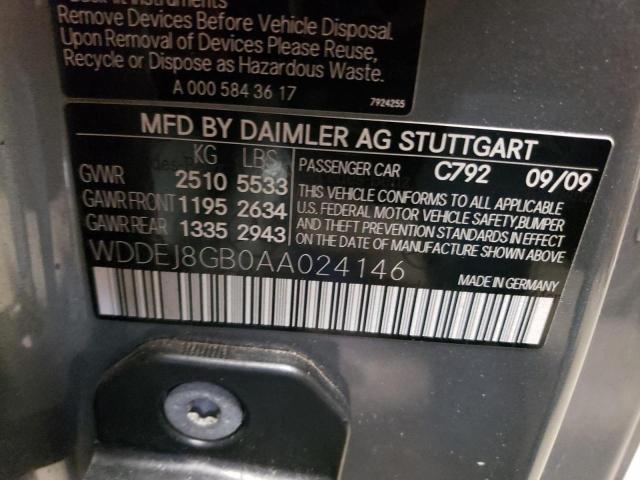 Remove Devices Before Vehicle Disposal.
Upon Removal of Devices Please Reuse,
Recycle or Dispose as Hazardous Waste.
A 000 584 36 17
7924255
MFD BY DAIMLER AG STUTTGART
KG LBS
GVWR 2510 5533
GAWR FRONT 1195 2634
GAWR REAR 1335 2943
PASSENGER CAR C792 09/09
THIS VEHICLE CONFORMS TO ALL APPLICABLE
U.S. FEDERAL MOTOR VEHICLE SAFETY,BUMPER
AND THEFT PREVENTION STANDARDS IN EFFECT
ON THE DATE OF MANUFACTURE SHOWN ABOVE
WDDEJ8GB0AA024146